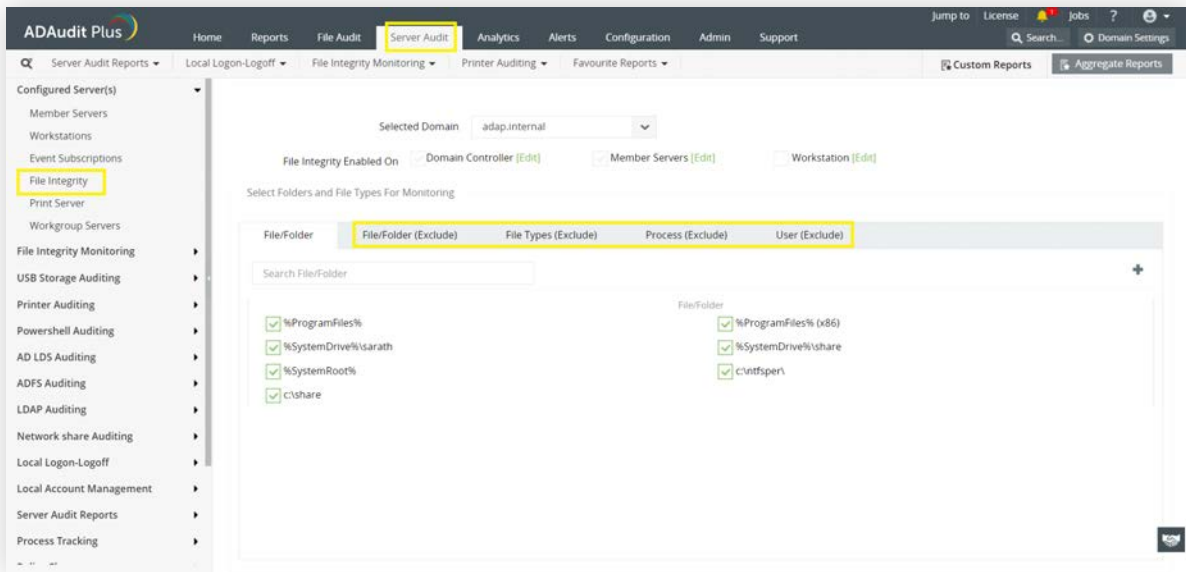 Jump to License 1 Jobs ?
ADAudit Plus
Home Reports File Audit Server Audit Analytics Alerts Configuration Admin Support
Search... Domain Settings
Server Audit Reports Local Logon-Logoff File Integrity Monitoring Printer Auditing Favourite Reports Custom Reports Aggregate Reports
Configured Server(s)
Member Servers
Workstations
Event Subscriptions
File Integrity
Print Server
Workgroup Servers
File Integrity Monitoring
USB Storage Auditing
Printer Auditing
Powershell Auditing
AD LDS Auditing
ADFS Auditing
LDAP Auditing
Network share Auditing
Local Logon-Logoff
Local Account Management
Server Audit Reports
Process Tracking
Selected Domain adap.internal
File Integrity Enabled On Domain Controller [Edit] Member Servers [Edit] Workstation [Edit]
Select Folders and File Types For Monitoring
File/Folder File/Folder (Exclude) File Types (Exclude) Process (Exclude) User (Exclude)
Search File/Folder
File/Folder
%ProgramFiles% %ProgramFiles% (x86)
%SystemDrive%\sarath %SystemDrive%\share
%SystemRoot% c:\ntfsper\
c:\share